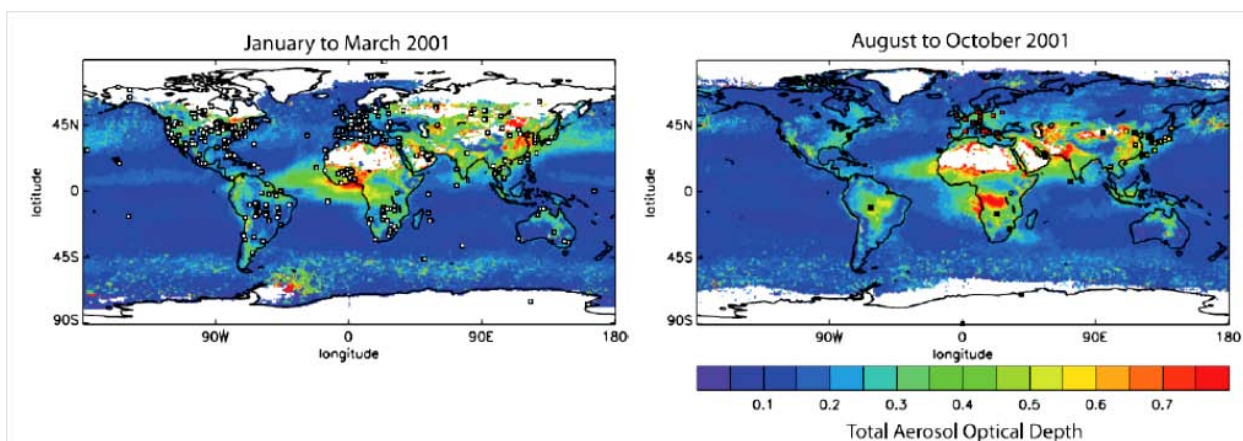 January to March 2001
August to October 2001
latitude
45N
0
45S
90S
90W
0
90E
180
longitude
latitude
45N
0
45S
90S
90W
0
90E
180
longitude
0.1 0.2 0.3 0.4 0.5 0.6 0.7
Total Aerosol Optical Depth